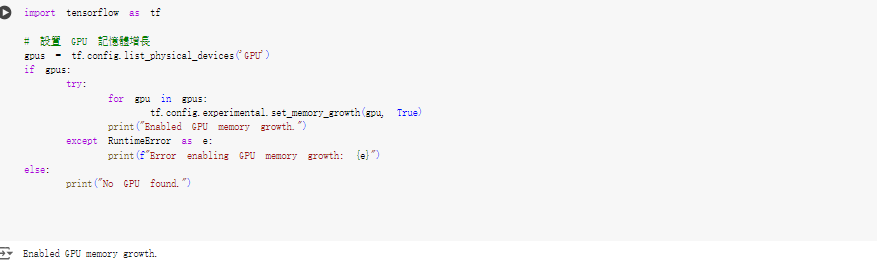 import tensorflow as tf
# 設置 GPU 記憶體增長
gpus = tf.config.list_physical_devices('GPU')
if gpus:
try:
for gpu in gpus:
tf.config.experimental.set_memory_growth(gpu, True)
print("Enabled GPU memory growth.")
except RuntimeError as e:
print(f"Error enabling GPU memory growth: {e}")
else:
print("No GPU found.")
Enabled GPU memory growth.